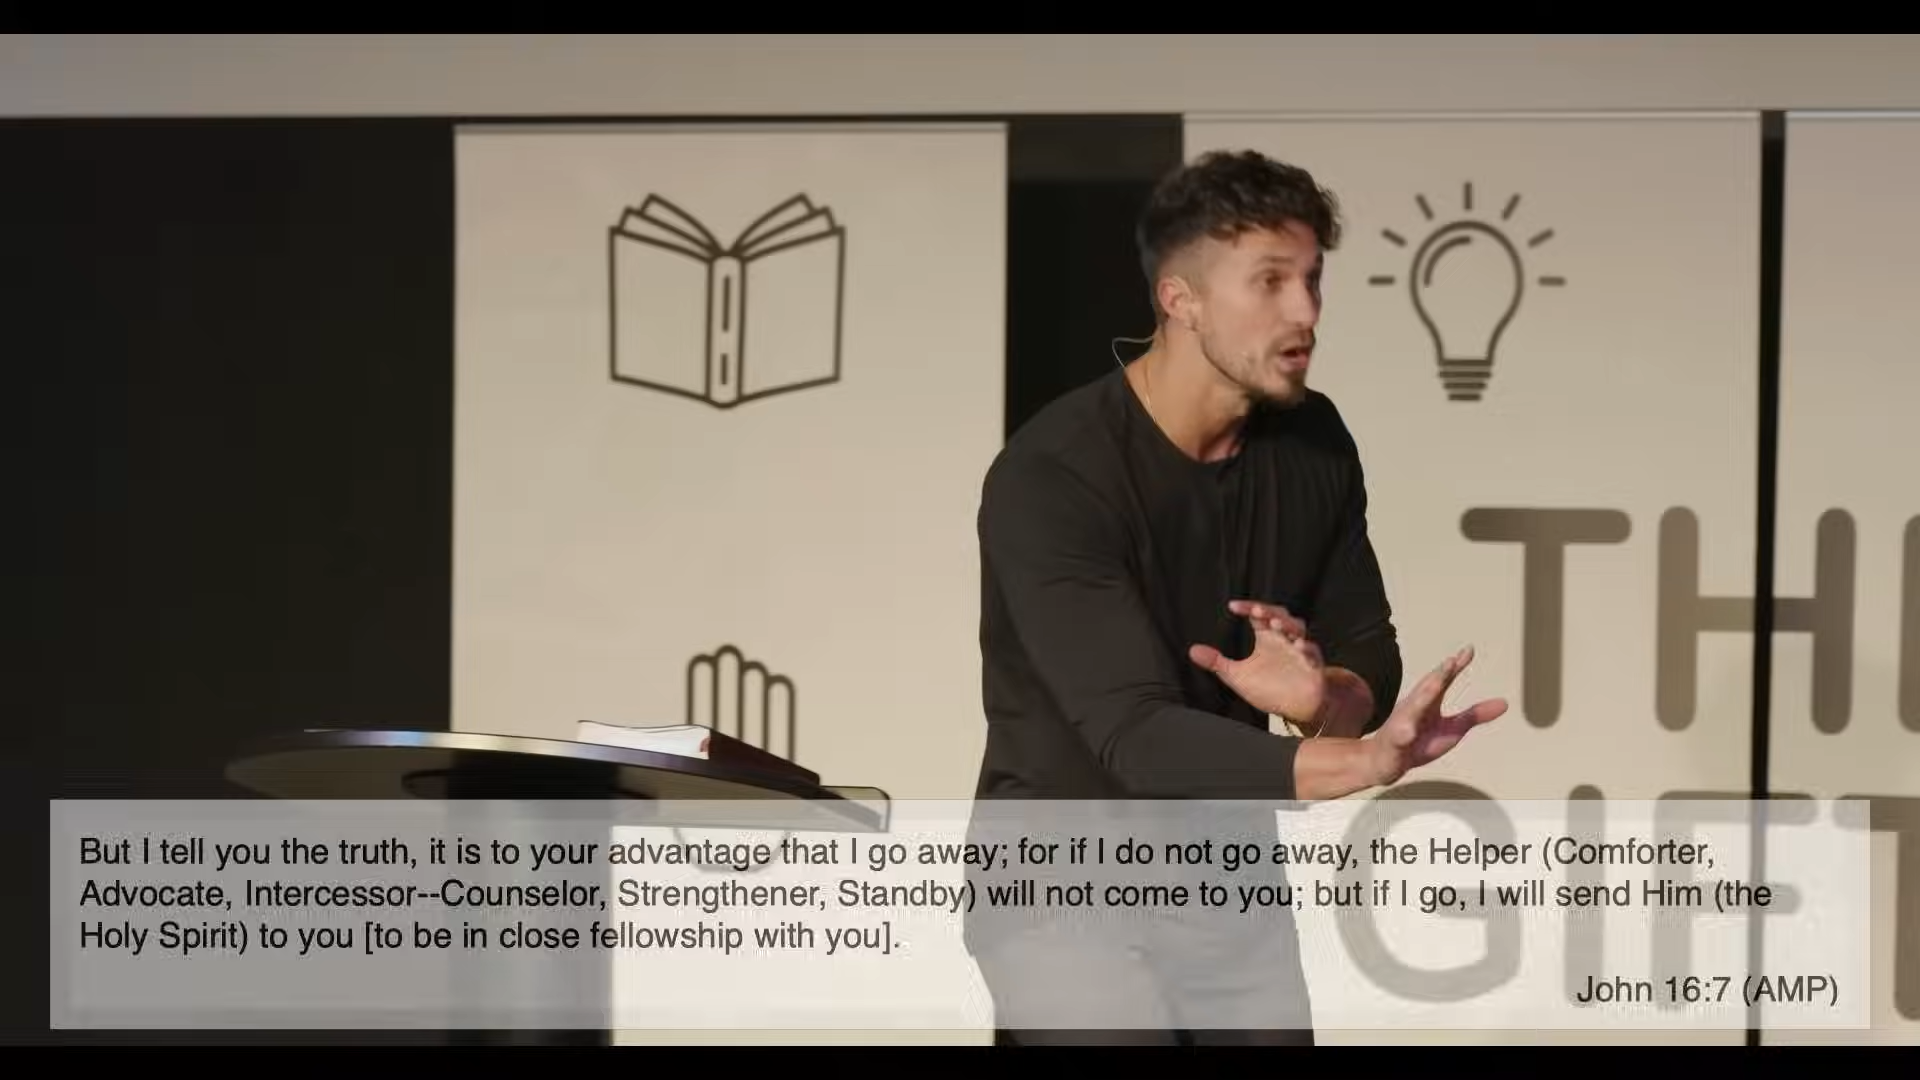 THE
GIFT
But I tell you the truth, it is to your advantage that I go away; for if I do not go away, the Helper (Comforter,
Advocate, Intercessor--Counselor, Strengthener, Standby) will not come to you; but if I go, I will send Him (the
Holy Spirit) to you [to be in close fellowship with you].
John 16:7 (AMP)